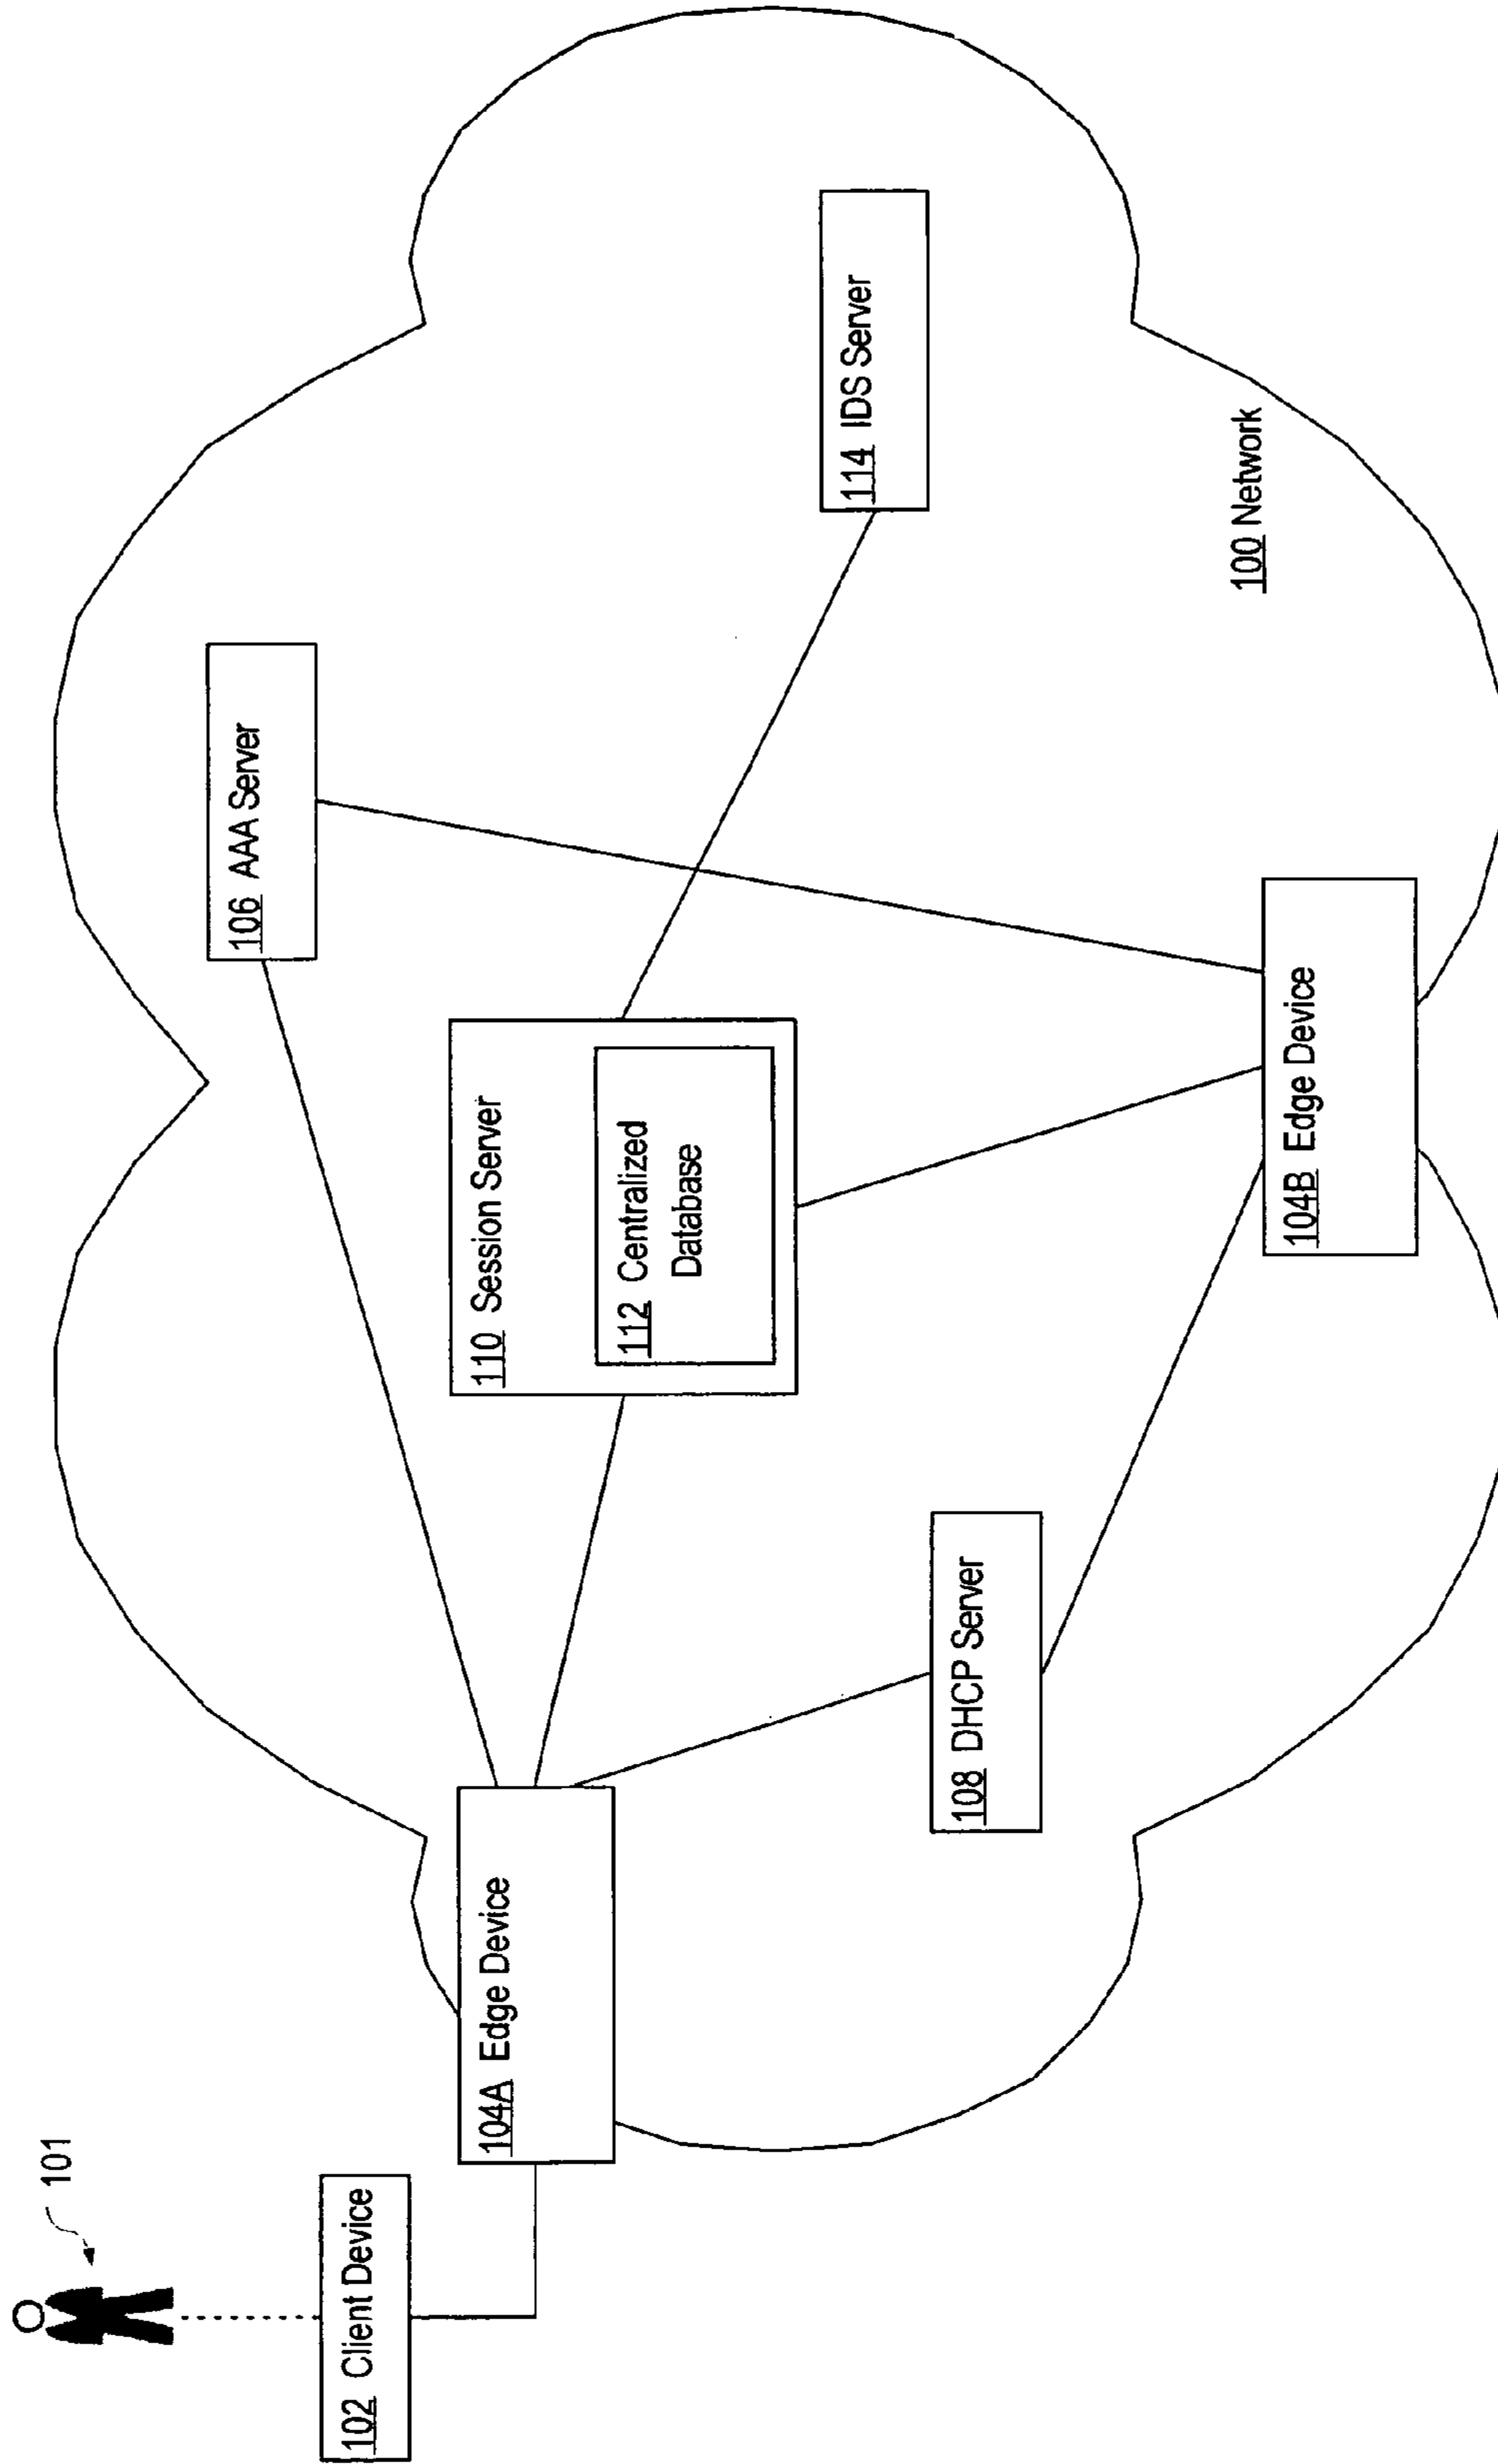 101
102 Client Device
104A Edge Device
106 AAA Server
110 Session Server
112 Centralized
Database
108 DHCP Server
114 IDS Server
104B Edge Device
100 Network